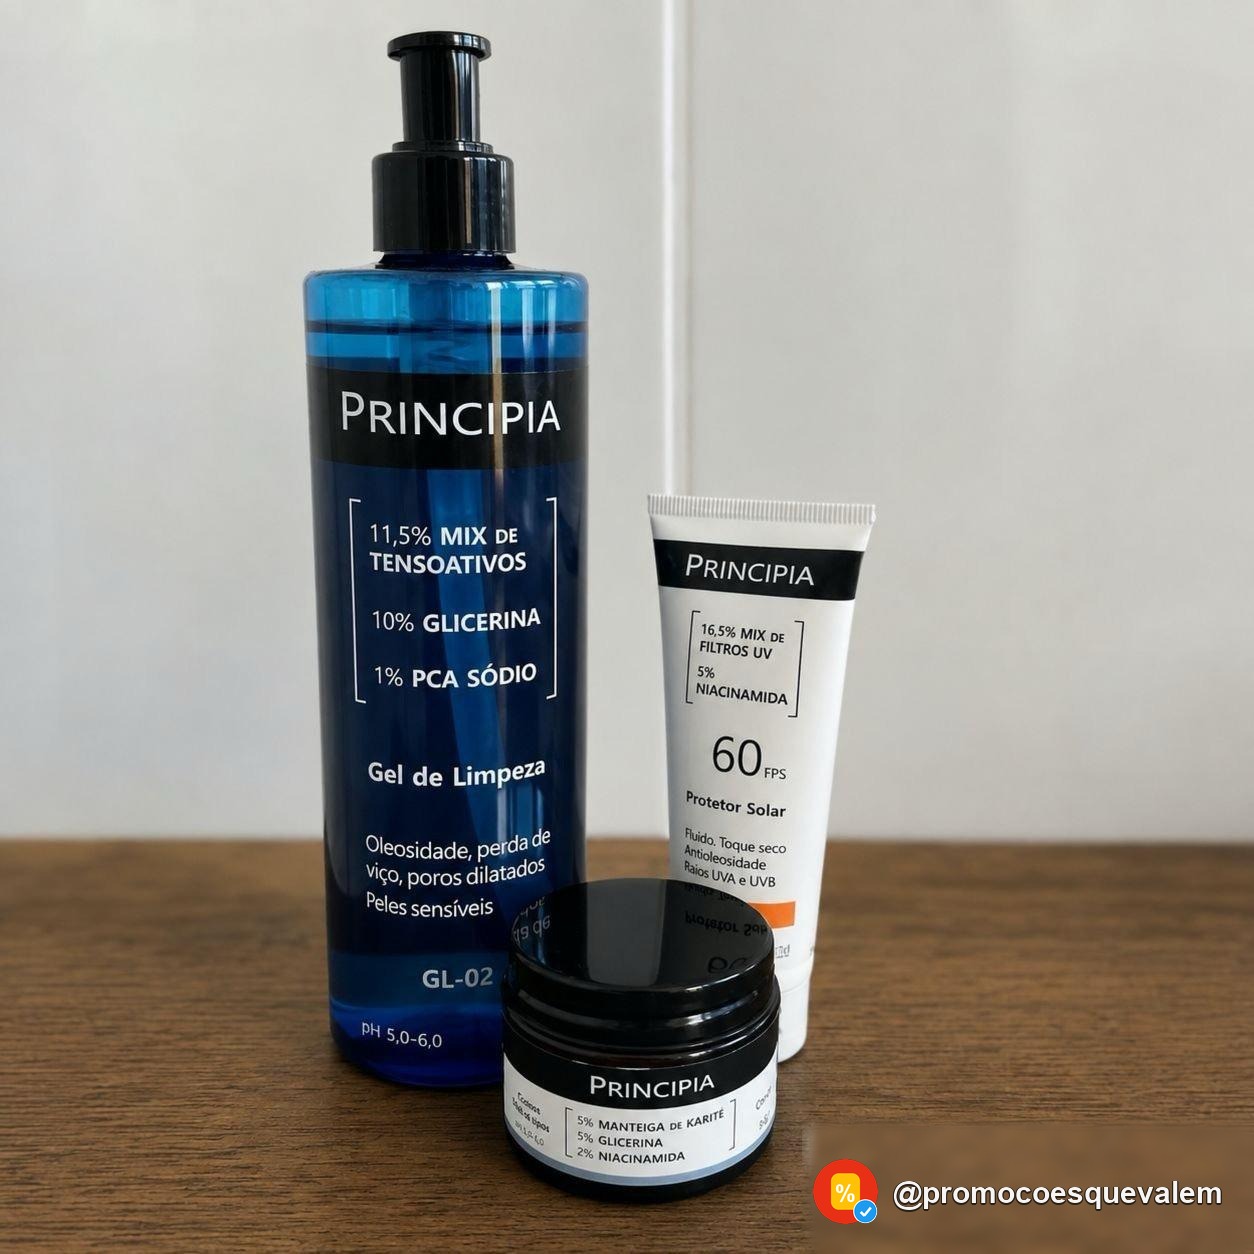 PRINCIPIA
11,5% MIX DE
TENSOATIVOS
10% GLICERINA
1% PCA SÓDIO
Gel de Limpeza
Oleosidade, perda de
viço, poros dilatados
Peles sensíveis
GL-02
pH 5,0-6,0
PRINCIPIA
16,5% MIX DE
FILTROS UV
5%
NIACINAMIDA
60 FPS
Protetor Solar
Fluido. Toque seco
Antioleosidade
Raios UVA e UVB
PRINCIPIA
5% MANTEIGA DE KARITÉ
5% GLICERINA
2% NIACINAMIDA
%
@promocoesquevalem